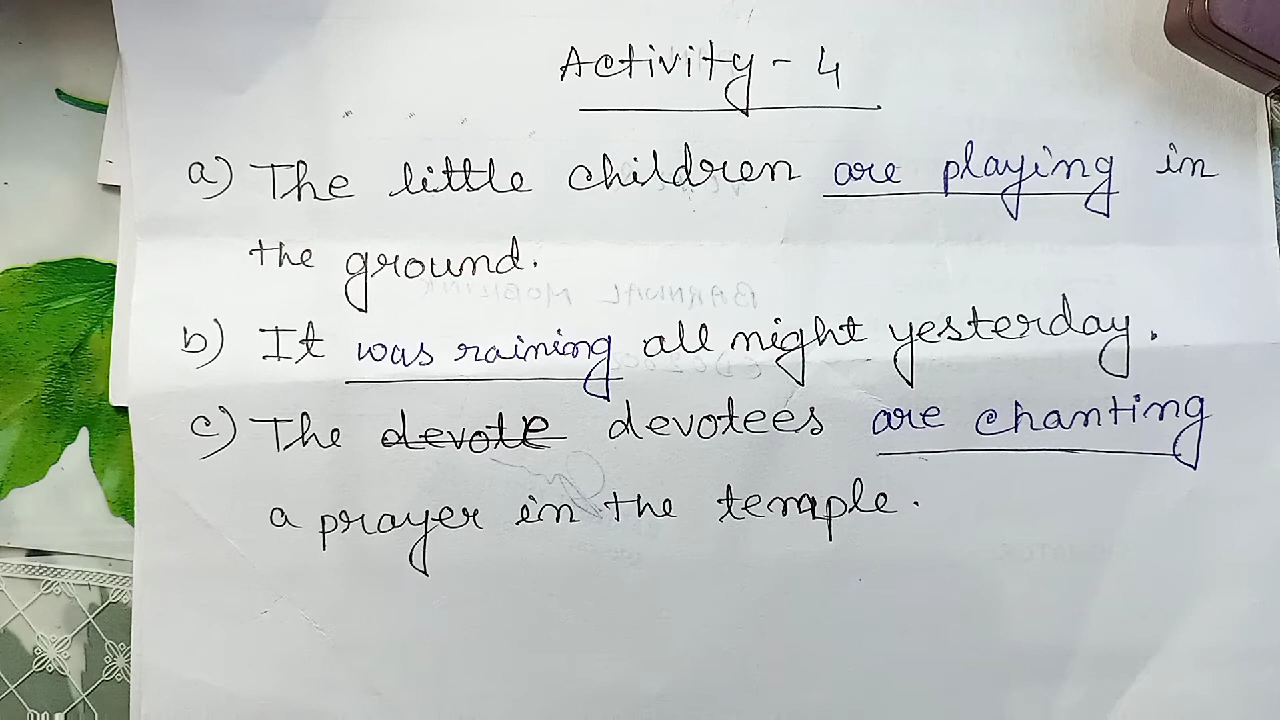 Activity - 4
a) The little children are playing in
the ground.
b) It was raining all night yesterday.
c) The devote devotees are chanting
a prayer in the temple.